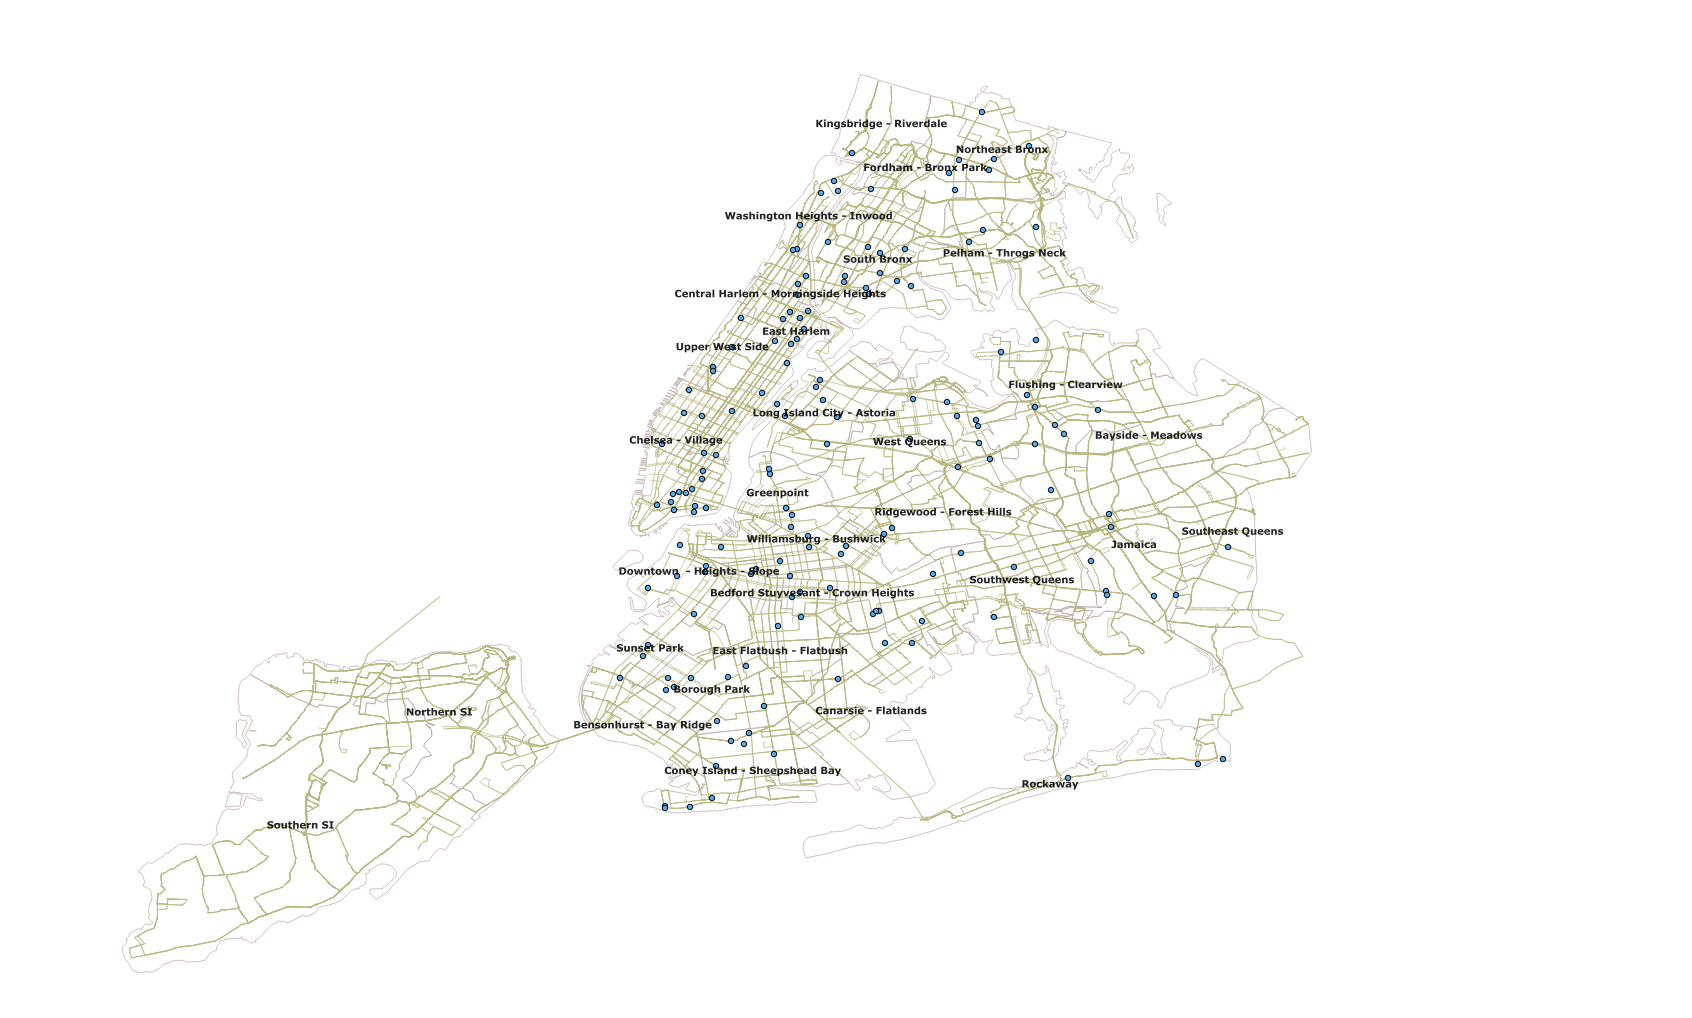 Kingsbridge - Riverdale
Northeast Bronx
Fordham - Bronx Park
Washington Heights - Inwood
Pelham - Throgs Neck
South Bronx
Central Harlem - Morningside Heights
East Harlem
Upper West Side
Flushing - Clearview
Long Island City - Astoria
Bayside - Meadows
Chelsea - Village
West Queens
Greenpoint
Ridgewood - Forest Hills
Southeast Queens
Williamsburg - Bushwick
Jamaica
Downtown - Heights - Slope
Southwest Queens
Bedford Stuyvesant - Crown Heights
Sunset Park
East Flatbush - Flatbush
Borough Park
Canarsie - Flatlands
Northern SI
Bensonhurst - Bay Ridge
Coney Island - Sheepshead Bay
Rockaway
Southern SI